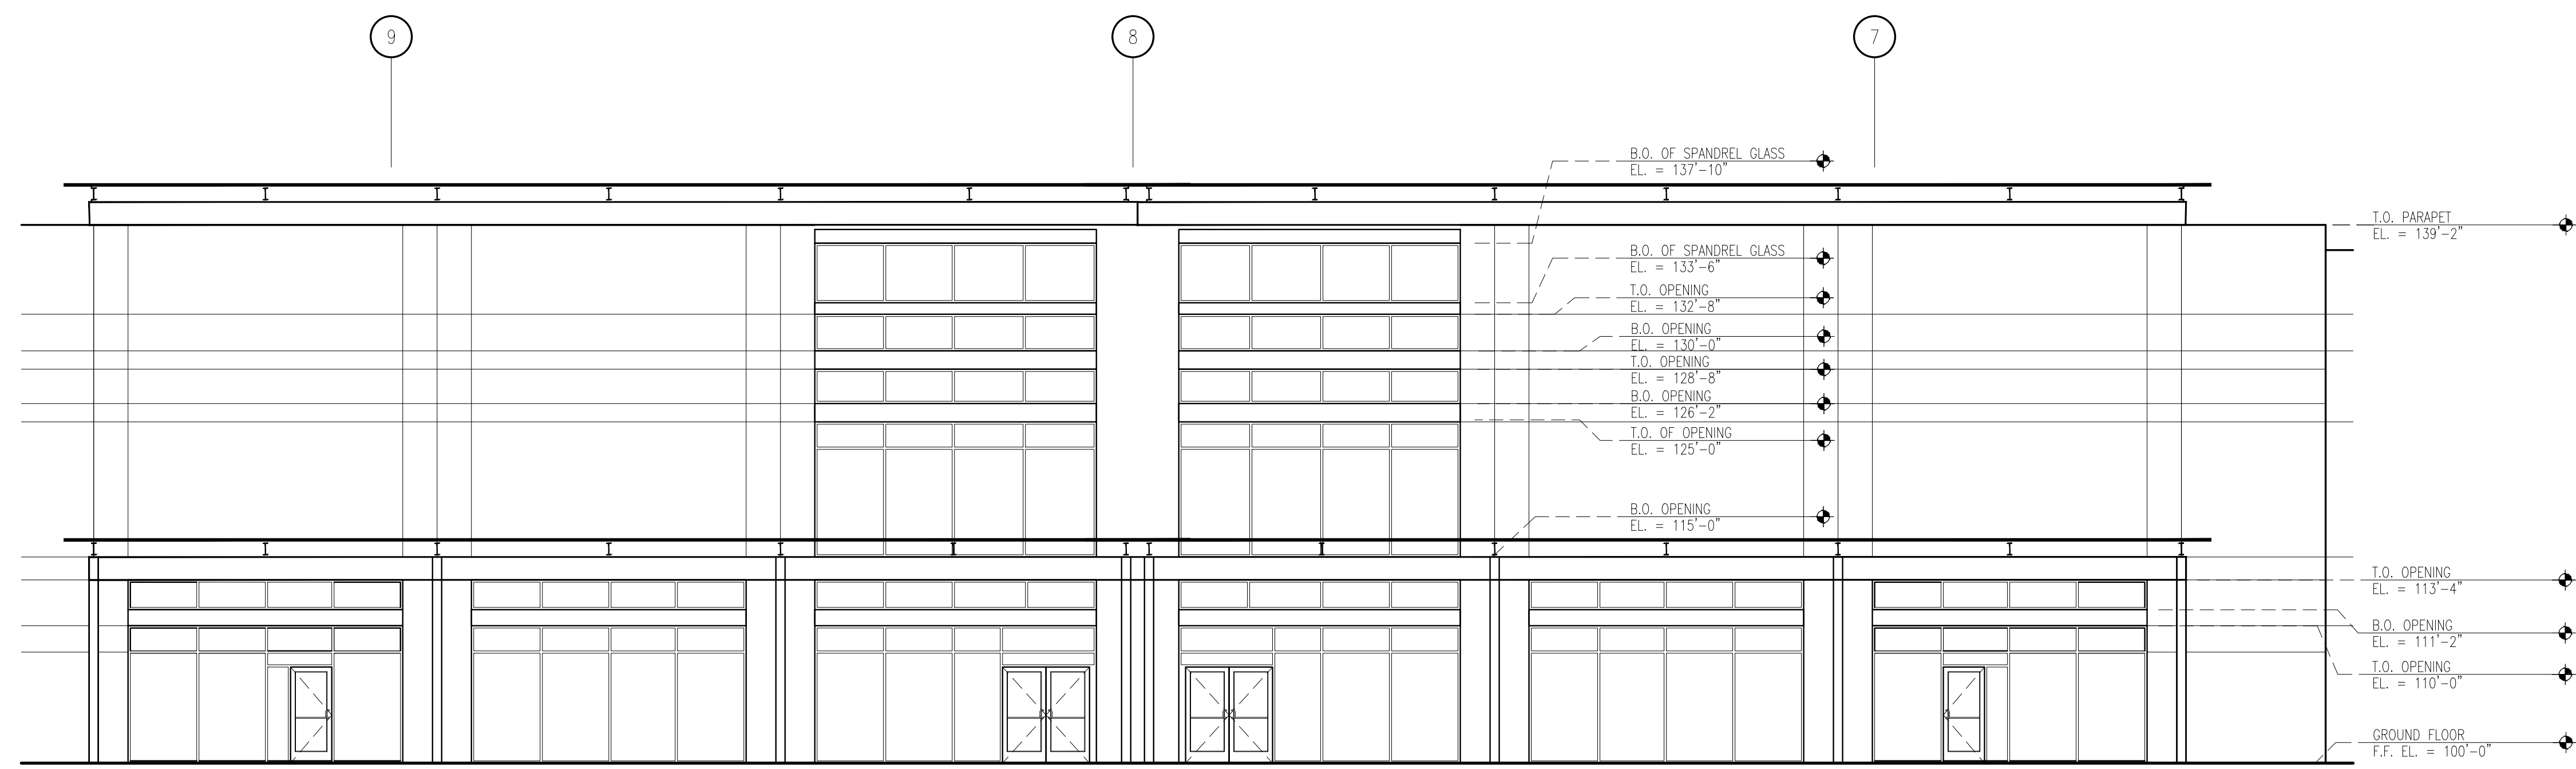 9
8
7
B.O. OF SPANDREL GLASS
EL. = 137'-10"
T.O. PARAPET
EL. = 139'-2"
B.O. OF SPANDREL GLASS
EL. = 133'-6"
T.O. OPENING
EL. = 132'-8"
B.O. OPENING
EL. = 130'-0"
T.O. OPENING
EL. = 128'-8"
B.O. OPENING
EL. = 126'-2"
T.O. OF OPENING
EL. = 125'-0"
B.O. OPENING
EL. = 115'-0"
T.O. OPENING
EL. = 113'-4"
B.O. OPENING
EL. = 111'-2"
T.O. OPENING
EL. = 110'-0"
GROUND FLOOR
F.F. EL. = 100'-0"